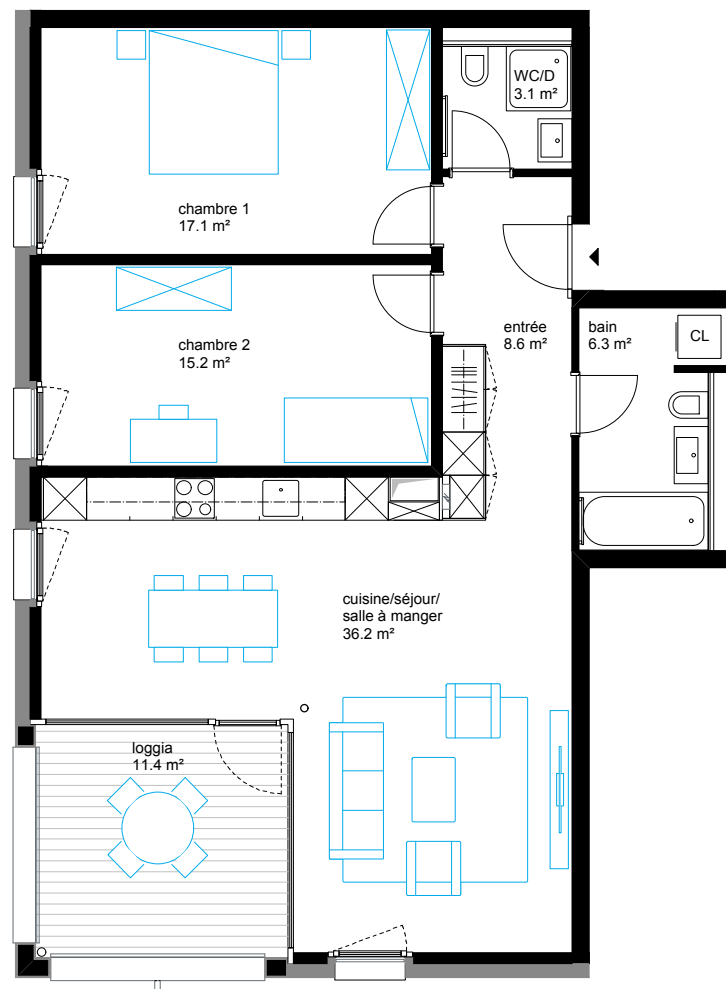 WC/D
3.1 m²
chambre 1
17.1 m²
entrée
8.6 m²
bain
6.3 m²
CL
chambre 2
15.2 m²
cuisine/séjour/
salle à manger
36.2 m²
loggia
11.4 m²